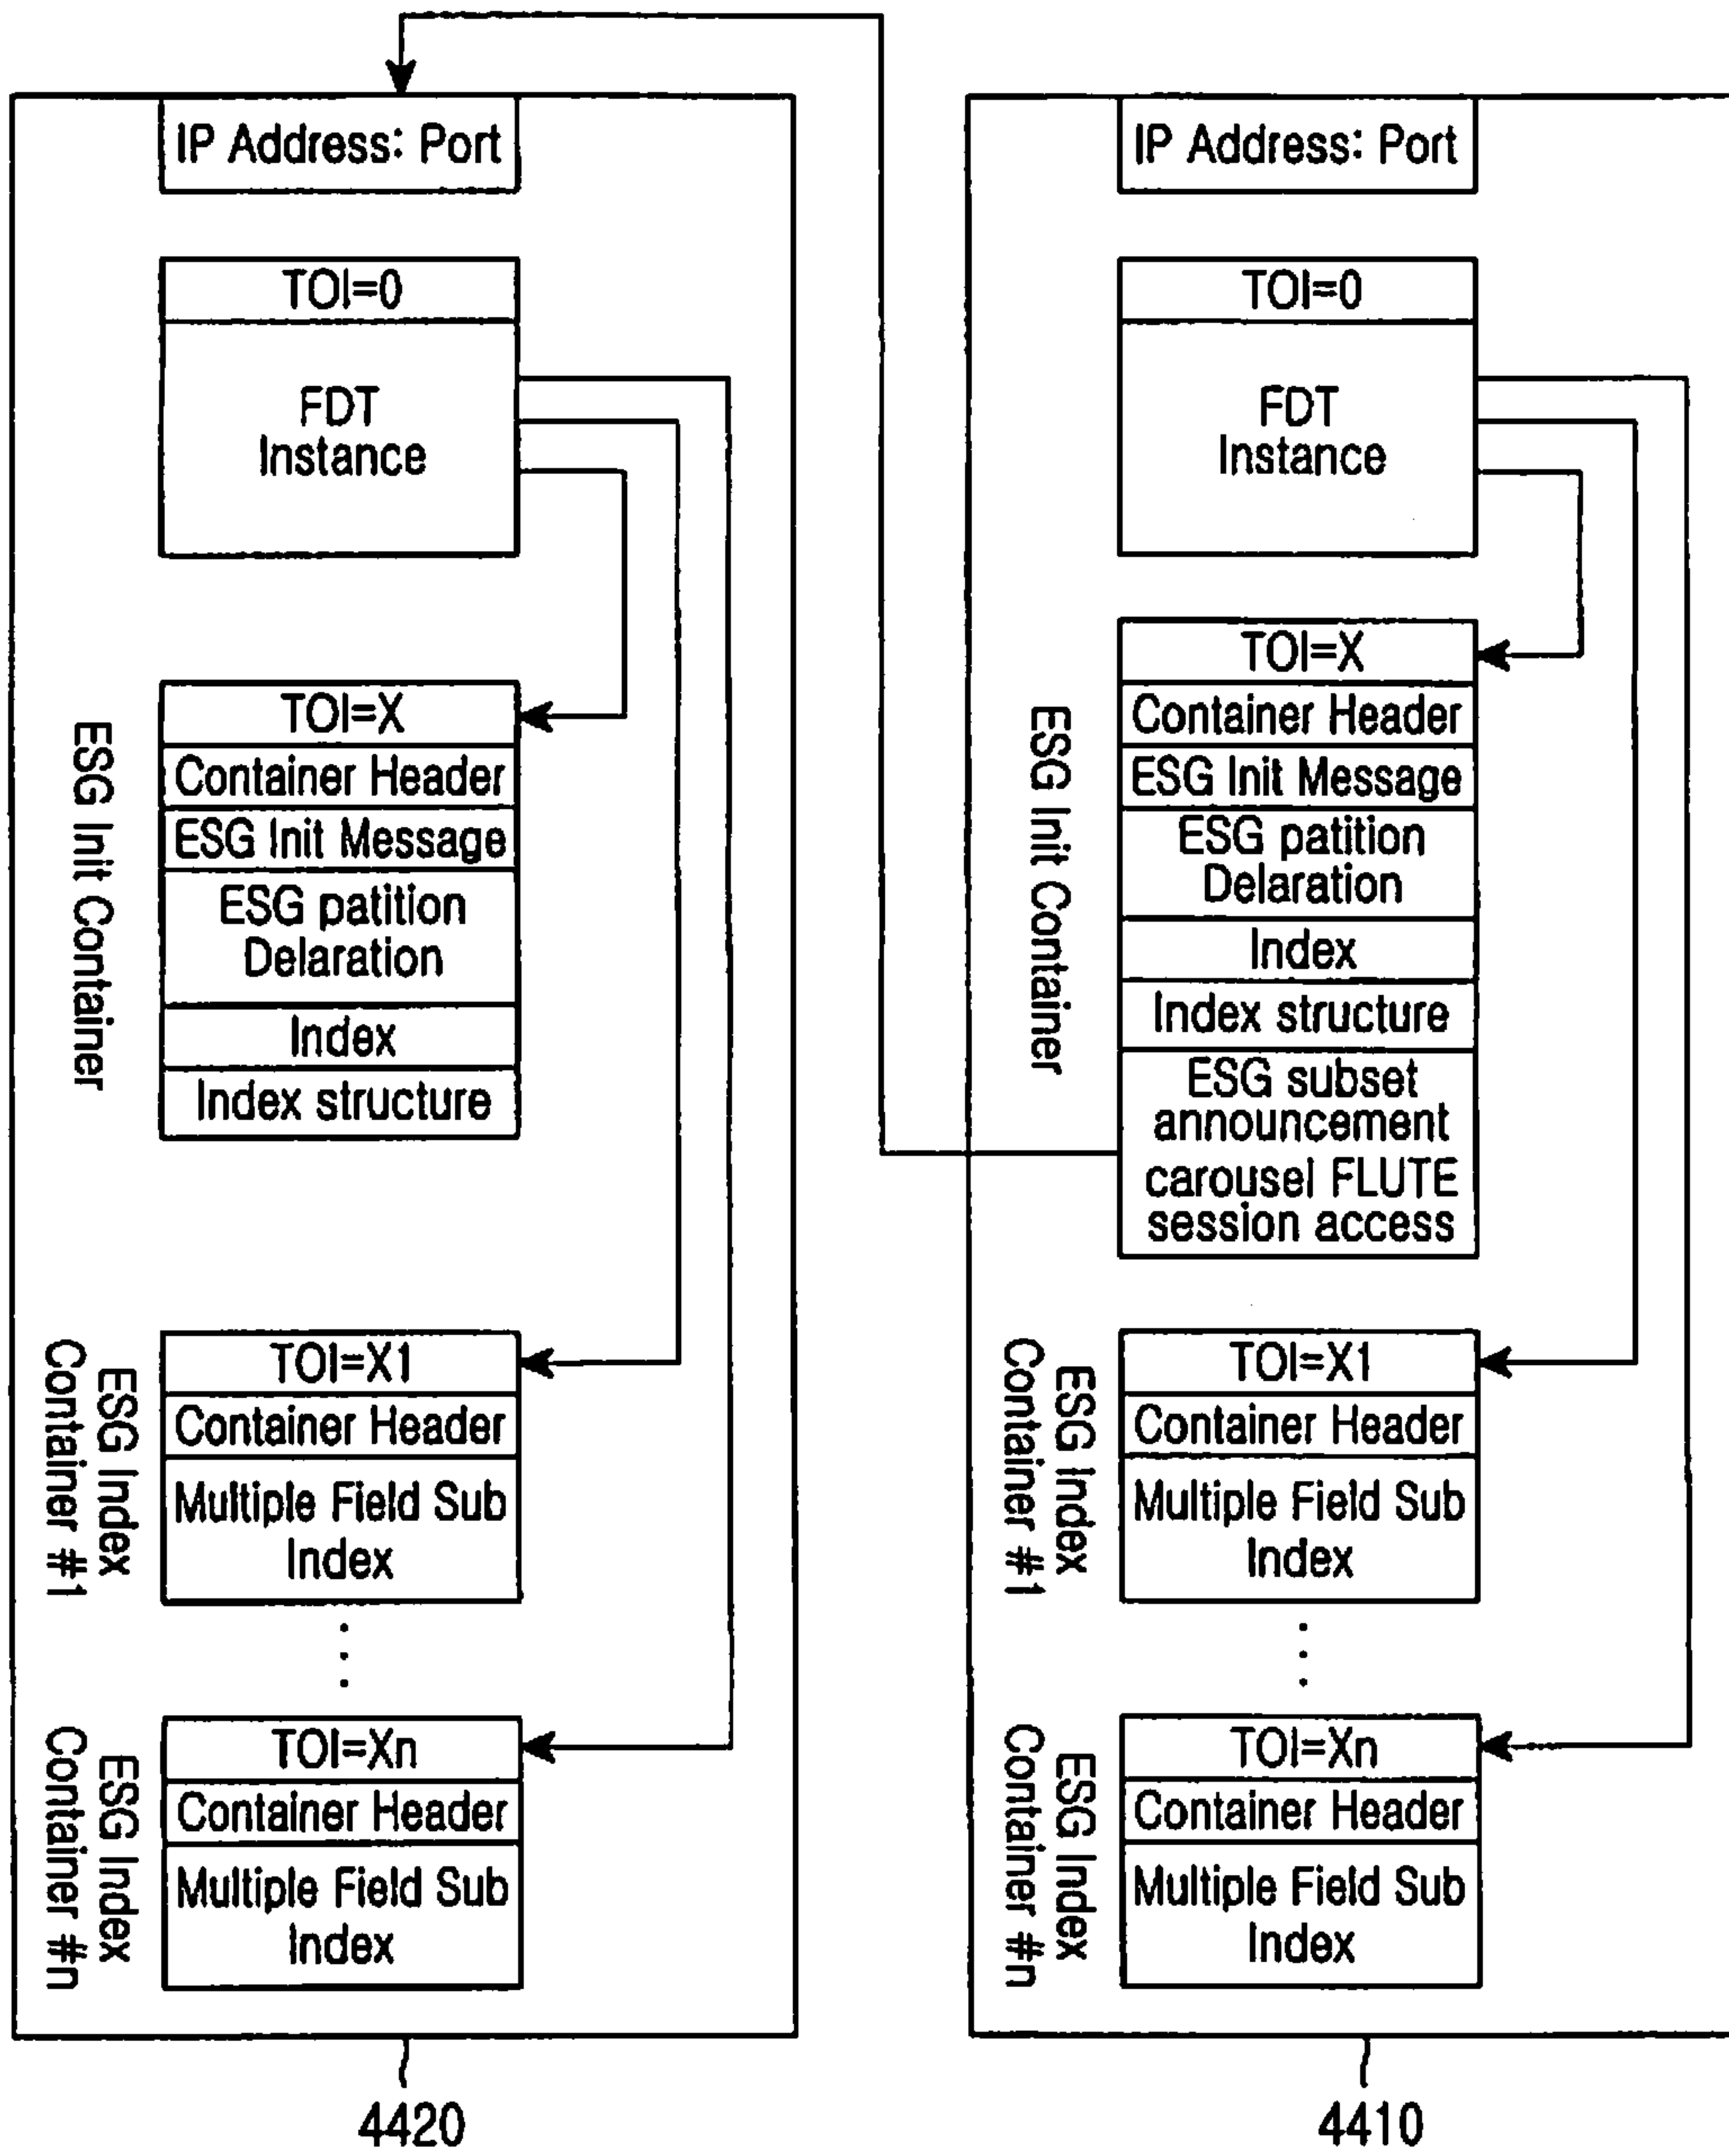 IP Address: Port
TOI=0
FDT
Instance
ESG Init Container
TOI=X
Container Header
ESG Init Message
ESG patition
Delaration
Index
Index structure
ESG Index
Container #1
TOI=X1
Container Header
Multiple Field Sub
Index
ESG Index
Container #n
TOI=Xn
Container Header
Multiple Field Sub
Index
4420
IP Address: Port
TOI=0
FDT
Instance
ESG Init Container
TOI=X
Container Header
ESG Init Message
ESG patition
Delaration
Index
Index structure
ESG subset
announcement
carousel FLUTE
session access
ESG Index
Container #1
TOI=X1
Container Header
Multiple Field Sub
Index
ESG Index
Container #n
TOI=Xn
Container Header
Multiple Field Sub
Index
4410